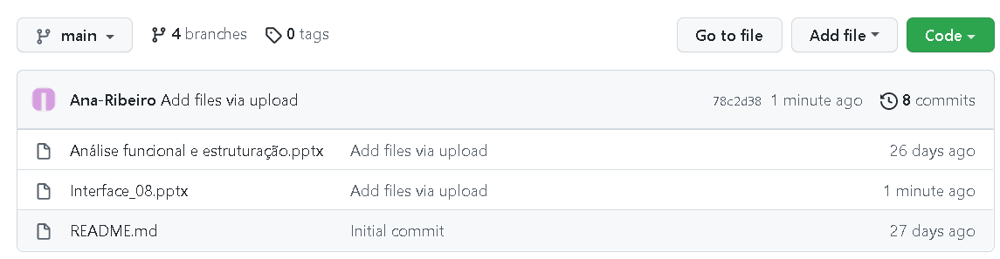 main 4 branches 0 tags Go to file Add file Code
Ana-Ribeiro Add files via upload 78c2d38 1 minute ago 8 commits
Análise funcional e estruturação.pptx Add files via upload 26 days ago
Interface_08.pptx Add files via upload 1 minute ago
README.md Initial commit 27 days ago